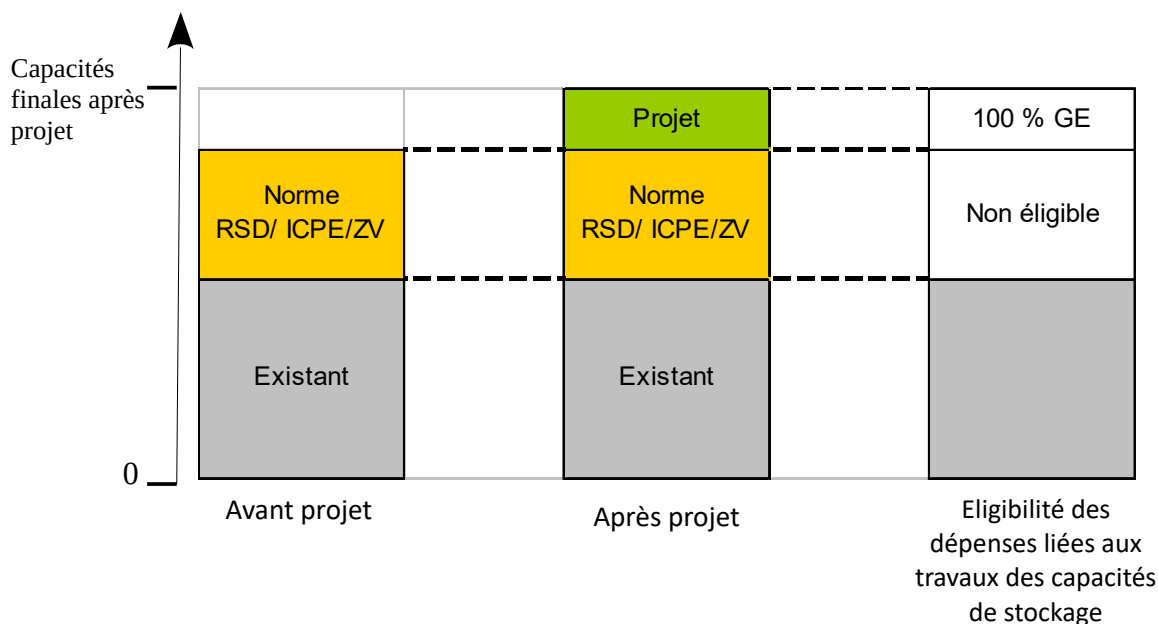 Capacités
finales après
projet
Projet
100 % GE
Norme
RSD/ ICPE/ZV
Norme
RSD/ ICPE/ZV
Non éligible
Existant
Existant
0
Avant projet
Après projet
Eligibilité des
dépenses liées aux
travaux des capacités
de stockage